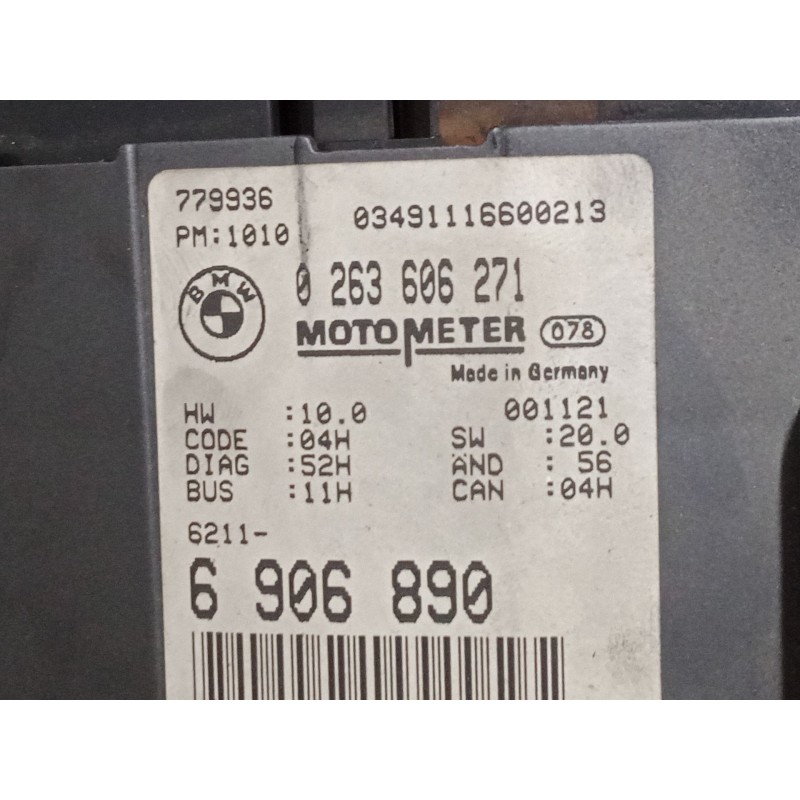 779936
03491116600213
PM:1010
BMW
0 263 606 271
MOTOMETER 078
Made in Germany
HW :10.0 001121
CODE :04H SW :20.0
DIAG :52H AND : 56
BUS :11H CAN :04H
6211-
6 906 890